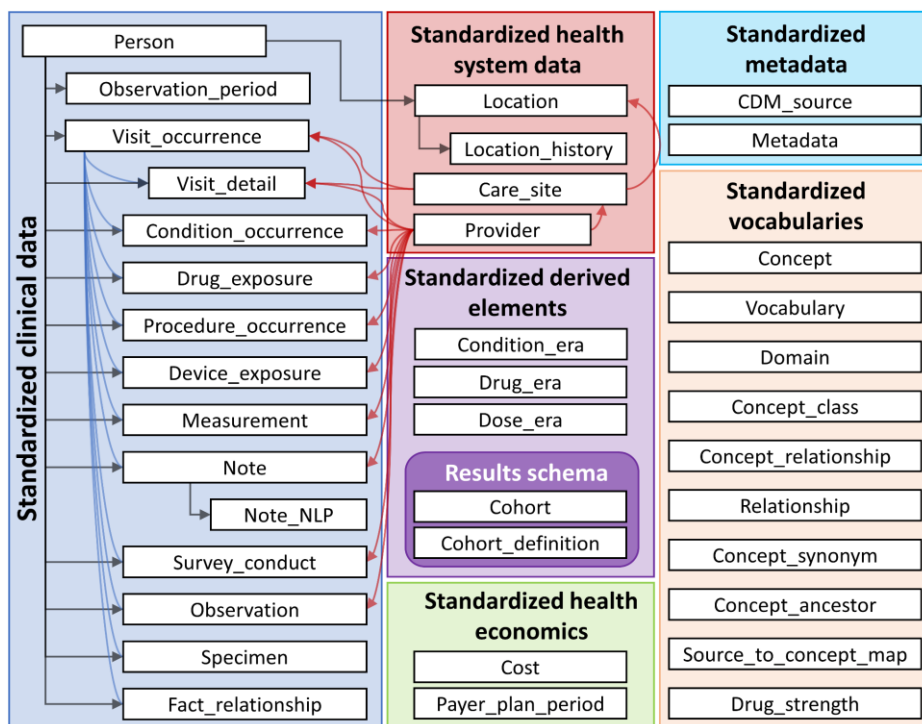 Standardized clinical data
Person
Observation_period
Visit_occurrence
Visit_detail
Condition_occurrence
Drug_exposure
Procedure_occurrence
Device_exposure
Measurement
Note
Note_NLP
Survey_conduct
Observation
Specimen
Fact_relationship
Standardized health
system data
Location
Location_history
Care_site
Provider
Standardized derived
elements
Condition_era
Drug_era
Dose_era
Results schema
Cohort
Cohort_definition
Standardized health
economics
Cost
Payer_plan_period
Standardized
metadata
CDM_source
Metadata
Standardized
vocabularies
Concept
Vocabulary
Domain
Concept_class
Concept_relationship
Relationship
Concept_synonym
Concept_ancestor
Source_to_concept_map
Drug_strength